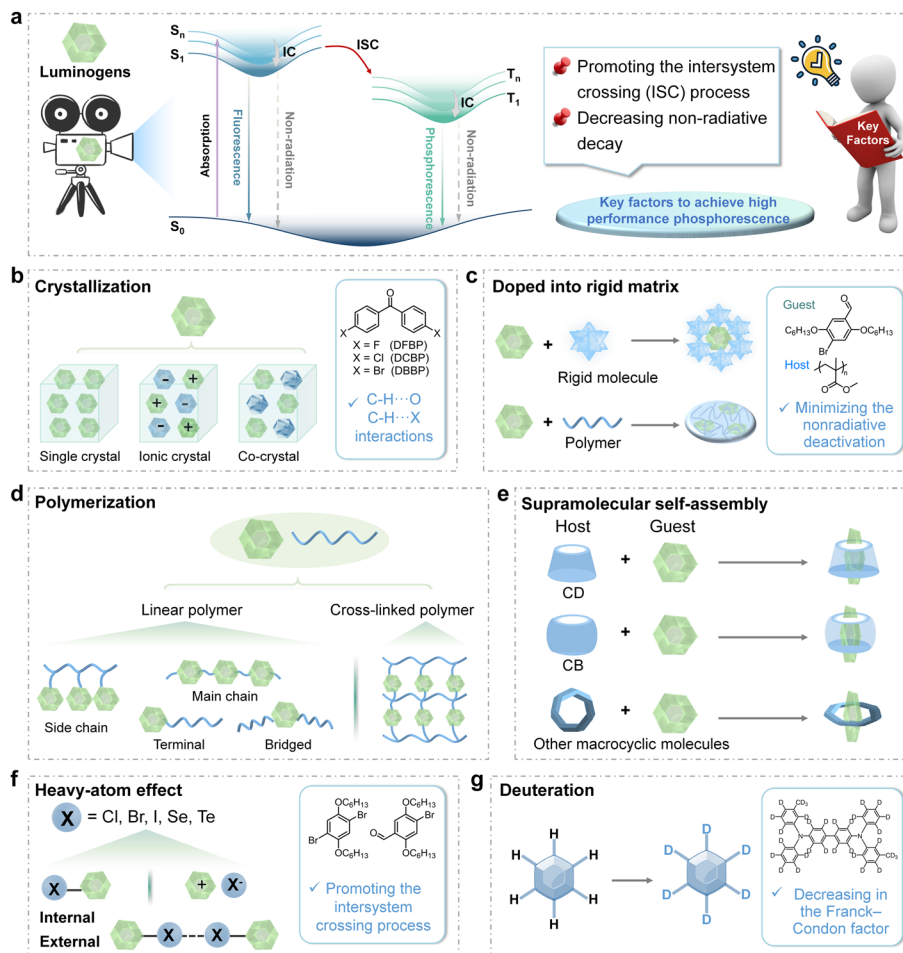 a
Luminogens
Sn
S1
IC
ISC
Tn
T1
IC
Absorption
Fluorescence
Non-radiation
Phosphorescence
Non-radiation
S0
Promoting the intersystem
crossing (ISC) process
Decreasing non-radiative
decay
Key
Factors
Key factors to achieve high
performance phosphorescence
b
Crystallization
Single crystal
Ionic crystal
Co-crystal
- +
+ -
- +
O
X X
X = F (DFBP)
X = Cl (DCBP)
X = Br (DBBP)
✓ C-H···O
C-H···X
interactions
c
Doped into rigid matrix
+
Rigid molecule
+
Polymer
Guest
O
C6H13O OC6H13
Br
Host
n
O O
✓ Minimizing the
nonradiative
deactivation
d
Polymerization
Linear polymer
Cross-linked polymer
Side chain
Main chain
Terminal
Bridged
e
Supramolecular self-assembly
Host
Guest
+
CD
+
CB
+
Other macrocyclic molecules
f
Heavy-atom effect
X = Cl, Br, I, Se, Te
X
+ X-
Internal
External
X X
OC6H13 OC6H13
Br Br
Br O
OC6H13 OC6H13
✓ Promoting the
intersystem
crossing process
g
Deuteration
H H
H H
H H
D D
D D
D D
CD3
N N
CD3
✓ Decreasing in
the Franck–
Condon factor